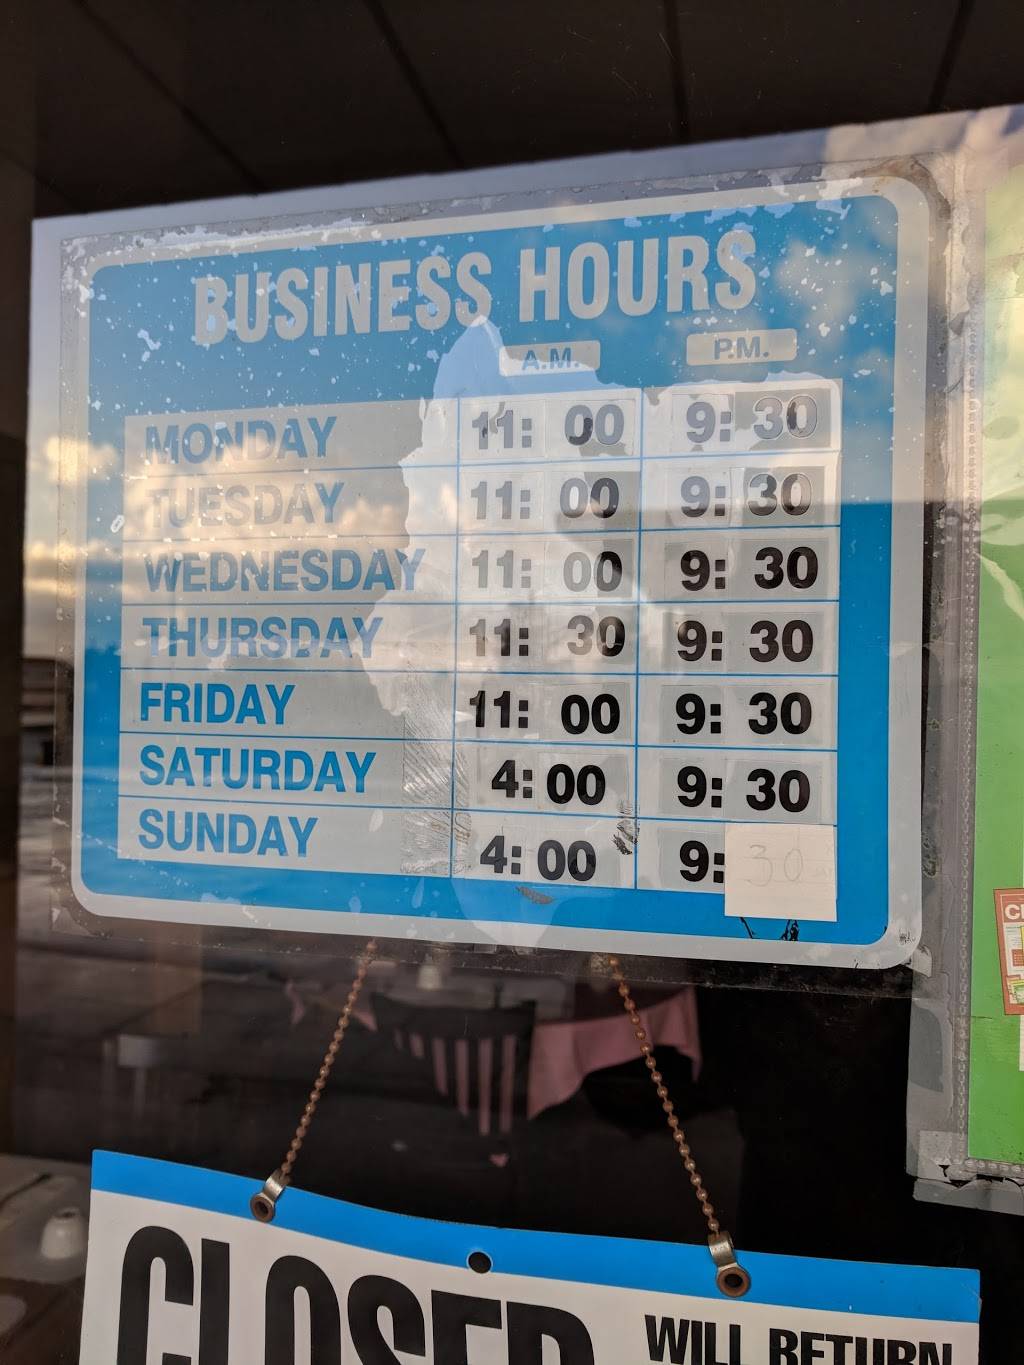 BUSINESS HOURS
A.M. P.M.
MONDAY 11: 00 9: 30
TUESDAY 11: 00 9: 30
WEDNESDAY 11: 00 9: 30
THURSDAY 11: 30 9: 30
FRIDAY 11: 00 9: 30
SATURDAY 4: 00 9: 30
SUNDAY 4: 00 9: 30
CLOSED WILL RETURN